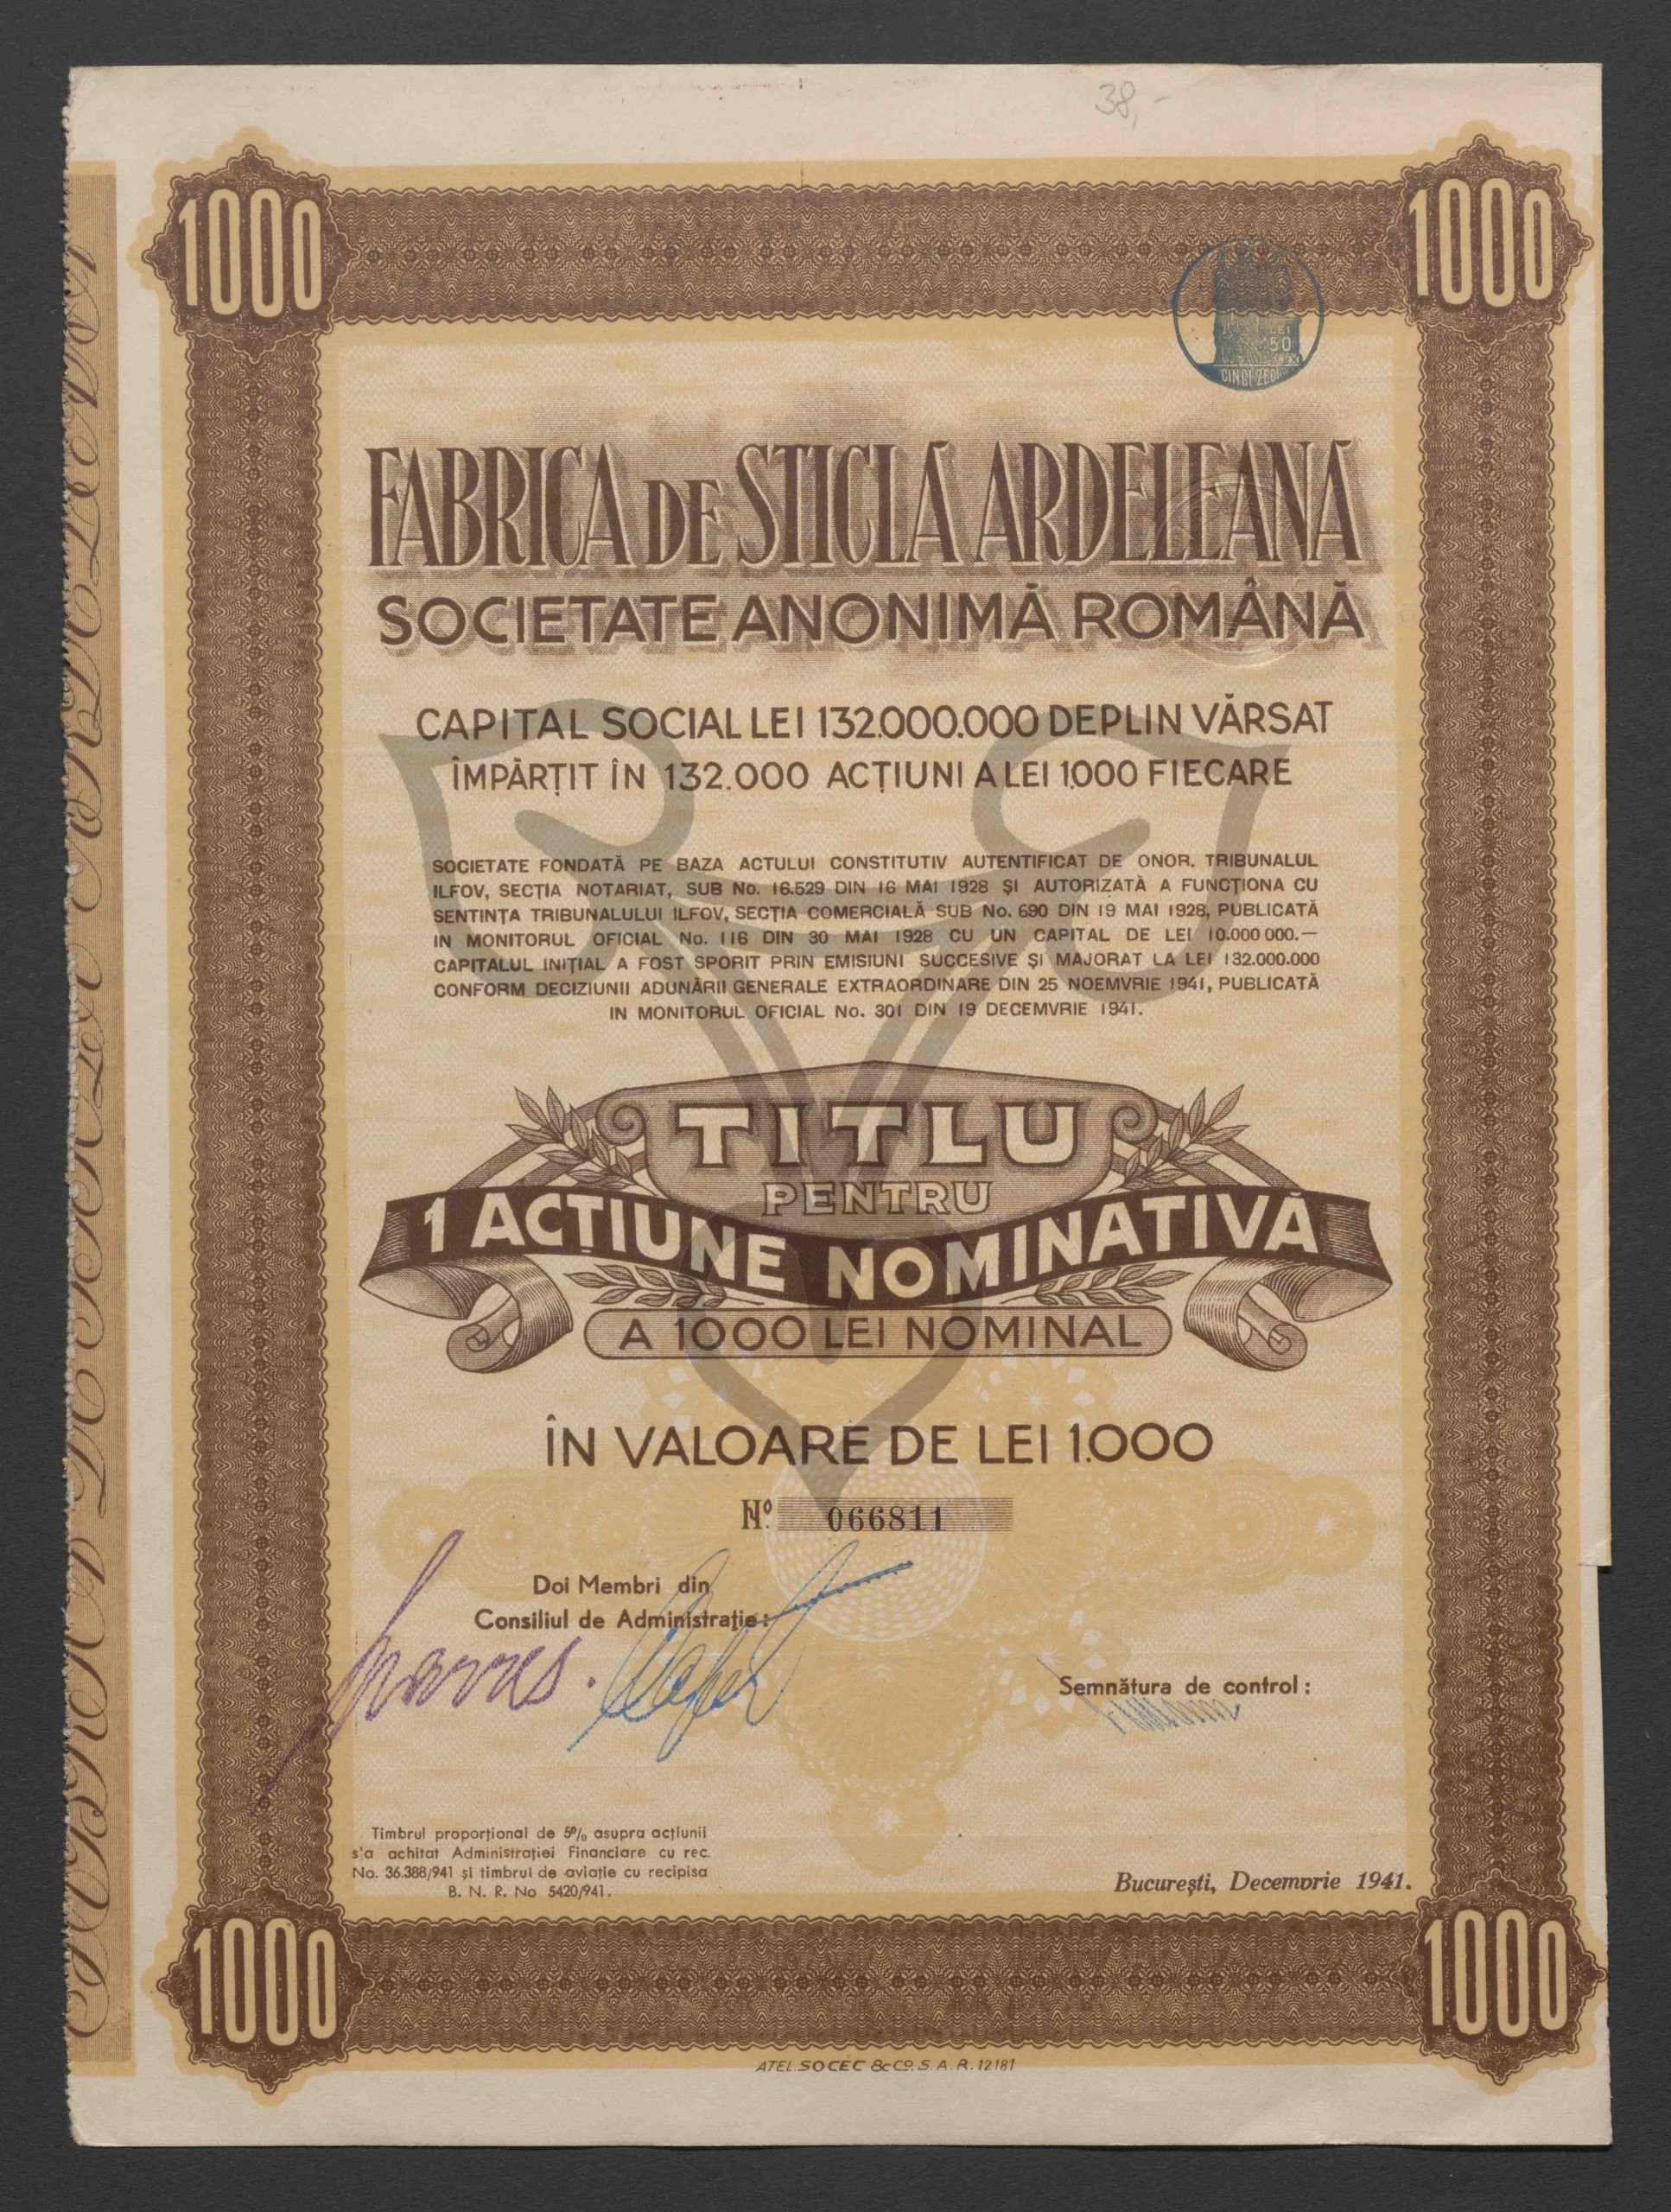 38,-
1000
1000
LEI
50
CINCIZECI
FABRICA DE STICLĂ ARDELEANĂ
SOCIETATE ANONIMĂ ROMÂNĂ
CAPITAL SOCIAL LEI 132.000.000 DEPLIN VĂRSAT
ÎMPĂRȚIT ÎN 132.000 ACȚIUNI A LEI 1000 FIECARE
SOCIETATE FONDATĂ PE BAZA ACTULUI CONSTITUTIV AUTENTIFICAT DE ONOR. TRIBUNALUL
ILFOV, SECȚIA NOTARIAT, SUB No. 16.529 DIN 16 MAI 1928 ȘI AUTORIZATĂ A FUNCȚIONA CU
SENTINȚA TRIBUNALULUI ILFOV, SECȚIA COMERCIALĂ SUB No. 690 DIN 19 MAI 1928, PUBLICATĂ
IN MONITORUL OFICIAL No. 116 DIN 30 MAI 1928 CU UN CAPITAL DE LEI 10.000 000.—
CAPITALUL INIȚIAL A FOST SPORIT PRIN EMISIUNI SUCCESIVE ȘI MAJORAT LA LEI 132.000.000
CONFORM DECIZIUNII ADUNĂRII GENERALE EXTRAORDINARE DIN 25 NOEMVRIE 1941, PUBLICATĂ
IN MONITORUL OFICIAL No. 301 DIN 19 DECEMVRIE 1941.
TITLU
PENTRU
1 ACȚIUNE NOMINATIVĂ
A 1000 LEI NOMINAL
ÎN VALOARE DE LEI 1.000
Nº. 066811
Doi Membri din
Consiliul de Administrație:
Semnătura de control:
Timbrul proporțional de 5% asupra acțiunii
s'a achitat Administrației Financiare cu rec.
No. 36.388/941 și timbrul de aviație cu recipisa
B. N. R. No 5420/941.
București, Decemvrie 1941.
1000
1000
ATEL. SOCEC & Cº. S. A. R. 12181